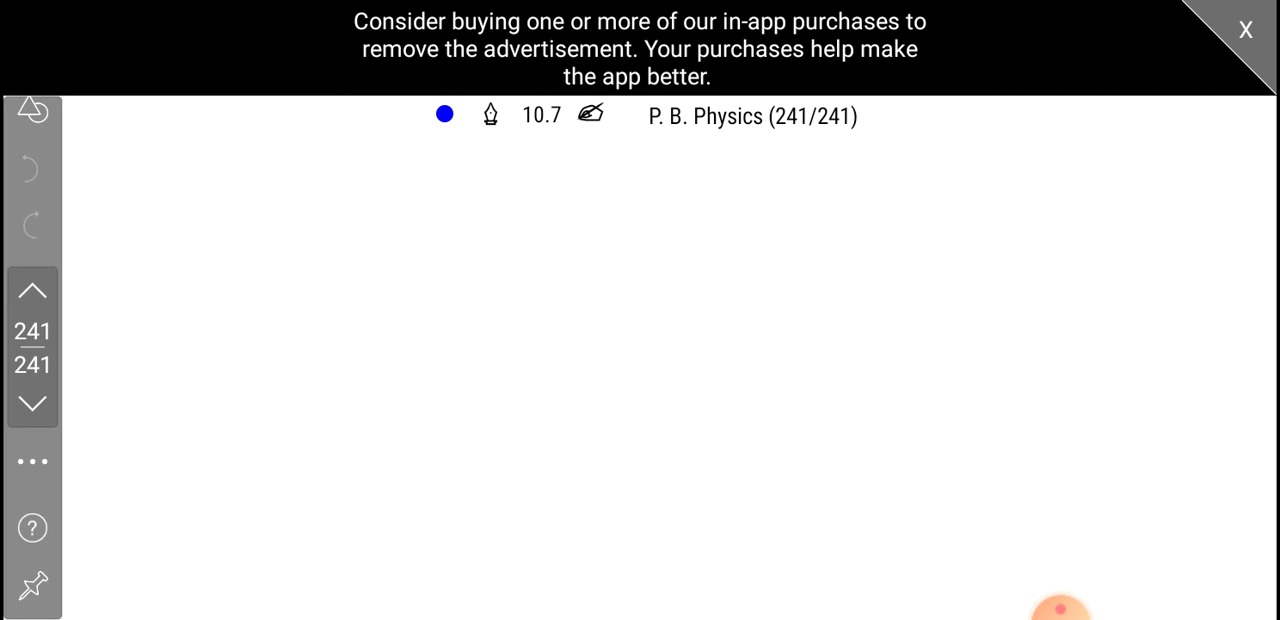 Consider buying one or more of our in-app purchases to
remove the advertisement. Your purchases help make
the app better.
X
10.7 P. B. Physics (241/241)
241
241
?